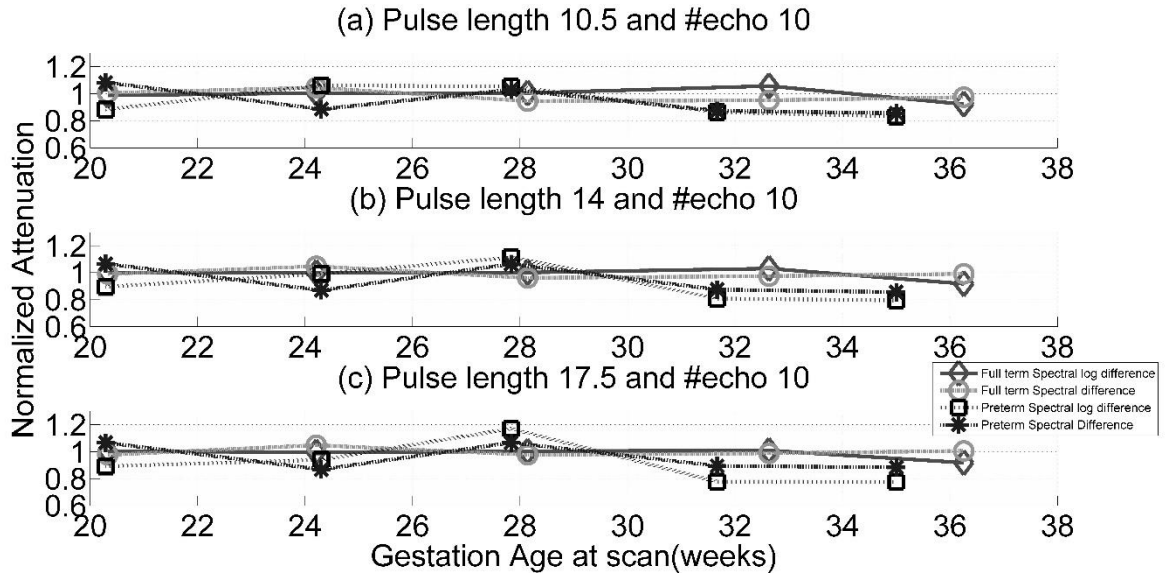 (a) Pulse length 10.5 and #echo 10
1.2
1
0.8
0.6
20 22 24 26 28 30 32 34 36 38
(b) Pulse length 14 and #echo 10
Normalized Attenuation
1.2
1
0.8
0.6
20 22 24 26 28 30 32 34 36 38
(c) Pulse length 17.5 and #echo 10
Full term Spectral log difference
Full term Spectral difference
Preterm Spectral log difference
Preterm Spectral Difference
1.2
1
0.8
0.6
20 22 24 26 28 30 32 34 36 38
Gestation Age at scan(weeks)